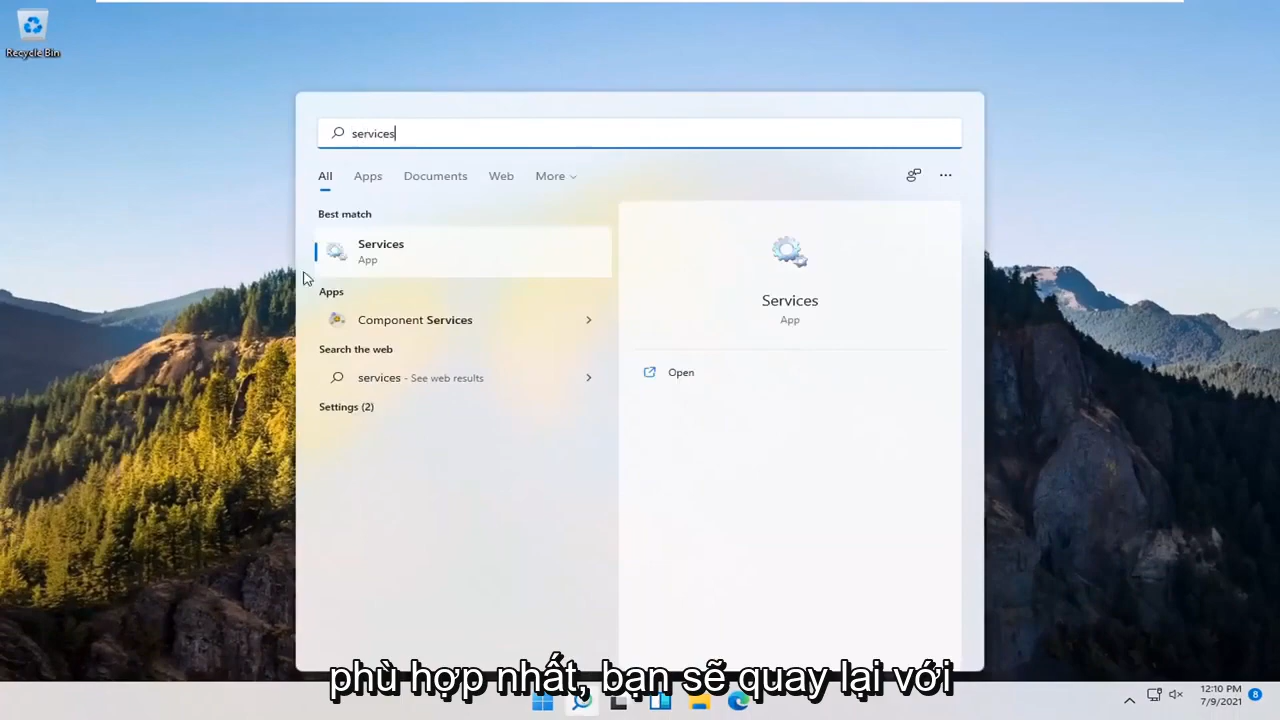 Recycle Bin
services
All Apps Documents Web More
Best match
Services
App
Apps
Component Services
Search the web
services - See web results
Settings (2)
Services
App
Open
phù hợp nhất, bạn sẽ quay lại với
12:10 PM
7/9/2021
8